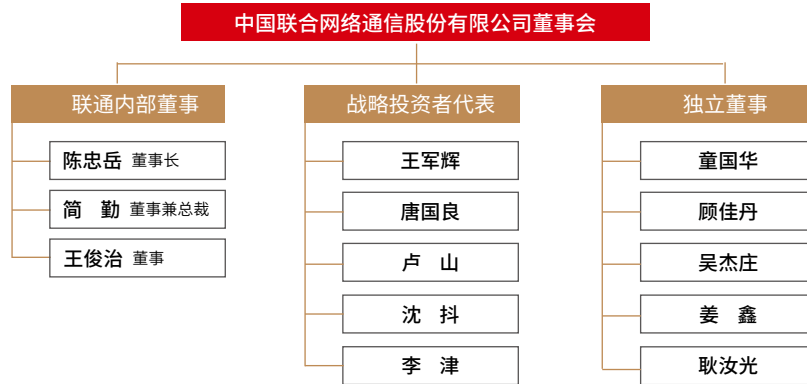 中国联合网络通信股份有限公司董事会
联通内部董事
陈忠岳 董事长
简 勤 董事兼总裁
王俊治 董事
战略投资者代表
王军辉
唐国良
卢 山
沈 抖
李 津
独立董事
童国华
顾佳丹
吴杰庄
姜 鑫
耿汝光